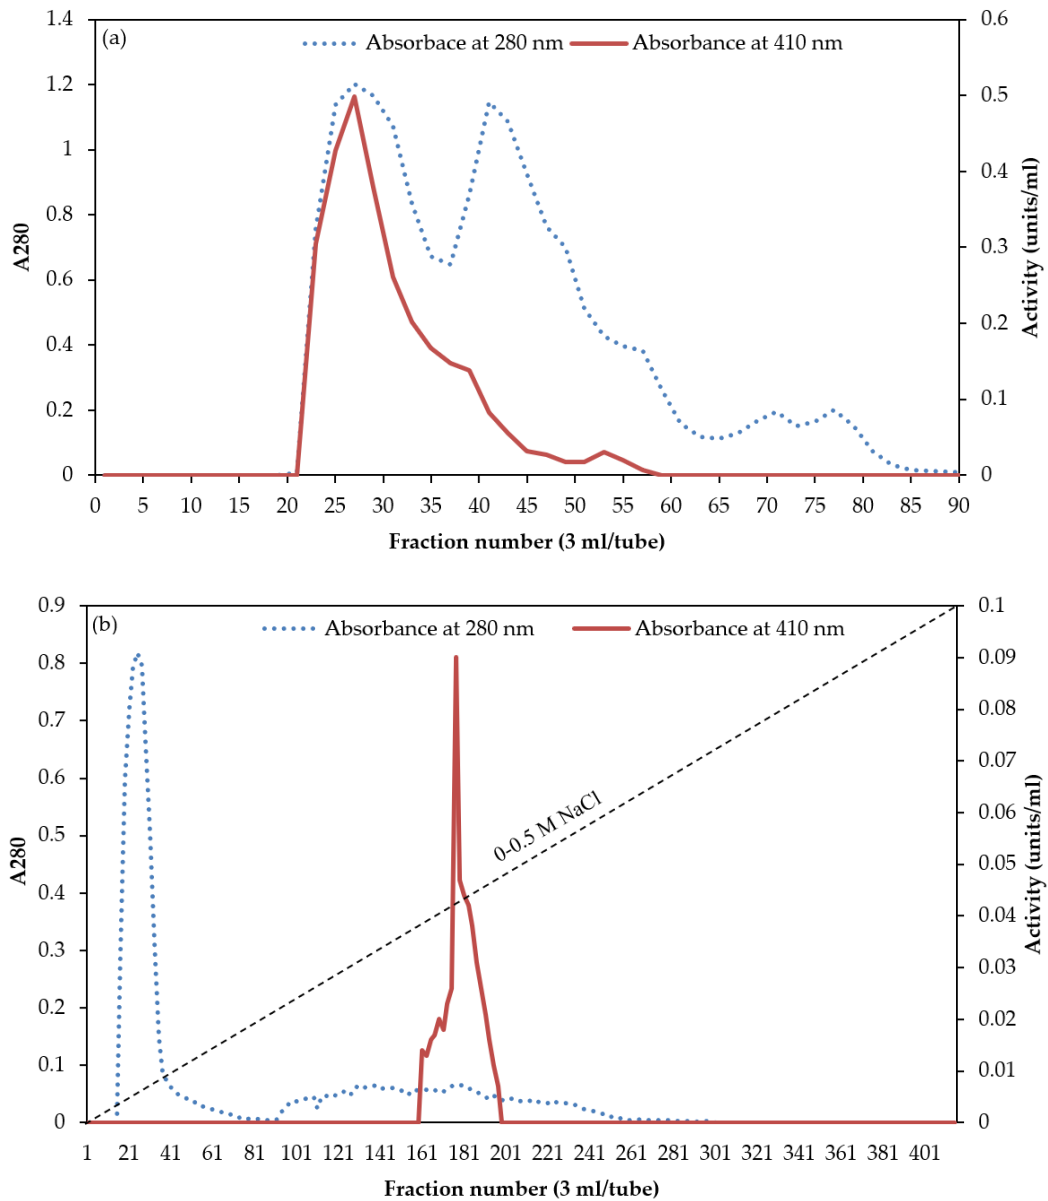 (a)
Absorbace at 280 nm
Absorbance at 410 nm
1.4
1.2
1
0.8
0.6
0.4
0.2
0
A280
0.6
0.5
0.4
0.3
0.2
0.1
0
Activity (units/ml)
0 5 10 15 20 25 30 35 40 45 50 55 60 65 70 75 80 85 90
Fraction number (3 ml/tube)
(b)
Absorbance at 280 nm
Absorbance at 410 nm
0.9
0.8
0.7
0.6
0.5
0.4
0.3
0.2
0.1
0
A280
0-0.5 M NaCl
0.1
0.09
0.08
0.07
0.06
0.05
0.04
0.03
0.02
0.01
0
Activity (units/ml)
1 21 41 61 81 101 121 141 161 181 201 221 241 261 281 301 321 341 361 381 401
Fraction number (3 ml/tube)